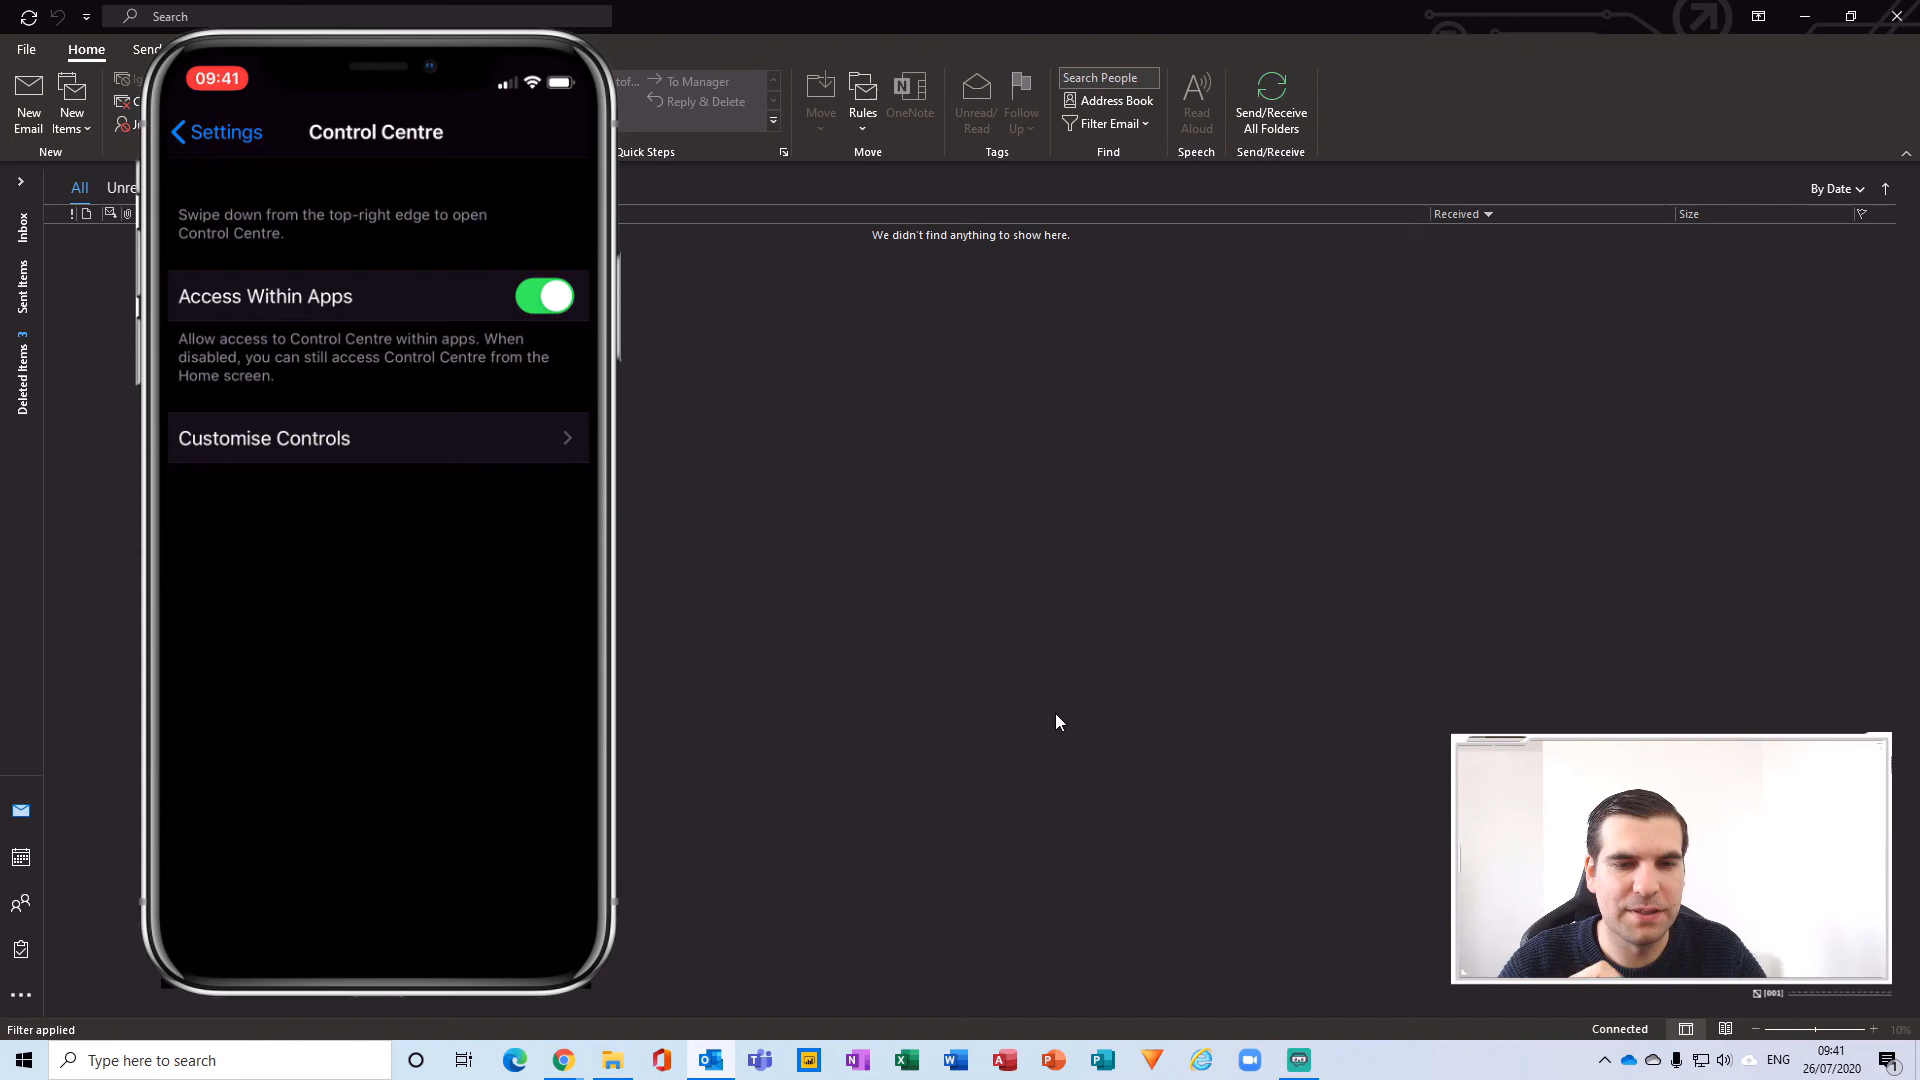 Search
File
Home
Send
New Email
New Items
New
To Manager
Reply & Delete
Quick Steps
Move
Rules
OneNote
Move
Unread/ Read
Follow Up
Tags
Search People
Address Book
Filter Email
Find
Read Aloud
Speech
Send/Receive All Folders
Send/Receive
09:41
Settings
Control Centre
Swipe down from the top-right edge to open
Control Centre.
Access Within Apps
Allow access to Control Centre within apps. When
disabled, you can still access Control Centre from the
Home screen.
Customise Controls
All
Unre
By Date
Received
Size
We didn't find anything to show here.
Inbox
Sent Items
Deleted Items 3
[001]
Filter applied
Connected
10%
Type here to search
ENG
09:41
26/07/2020
1